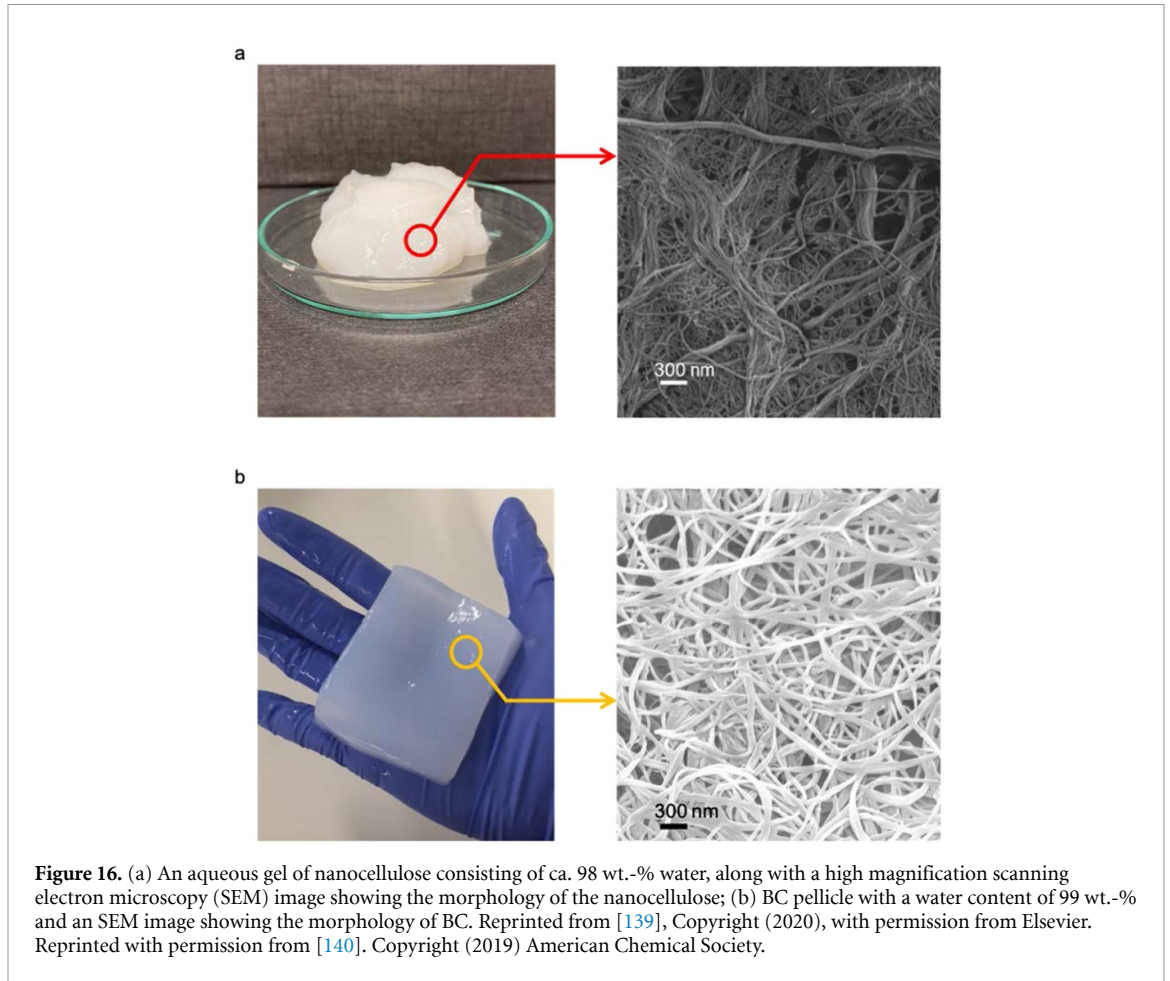 a
300 nm
b
300 nm
Figure 16. (a) An aqueous gel of nanocellulose consisting of ca. 98 wt.-% water, along with a high magnification scanning
electron microscopy (SEM) image showing the morphology of the nanocellulose; (b) BC pellicle with a water content of 99 wt.-%
and an SEM image showing the morphology of BC. Reprinted from [139], Copyright (2020), with permission from Elsevier.
Reprinted with permission from [140]. Copyright (2019) American Chemical Society.